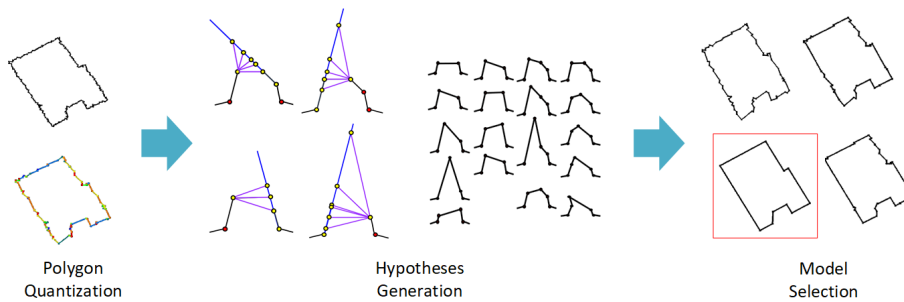 Polygon
Quantization
Hypotheses
Generation
Model
Selection